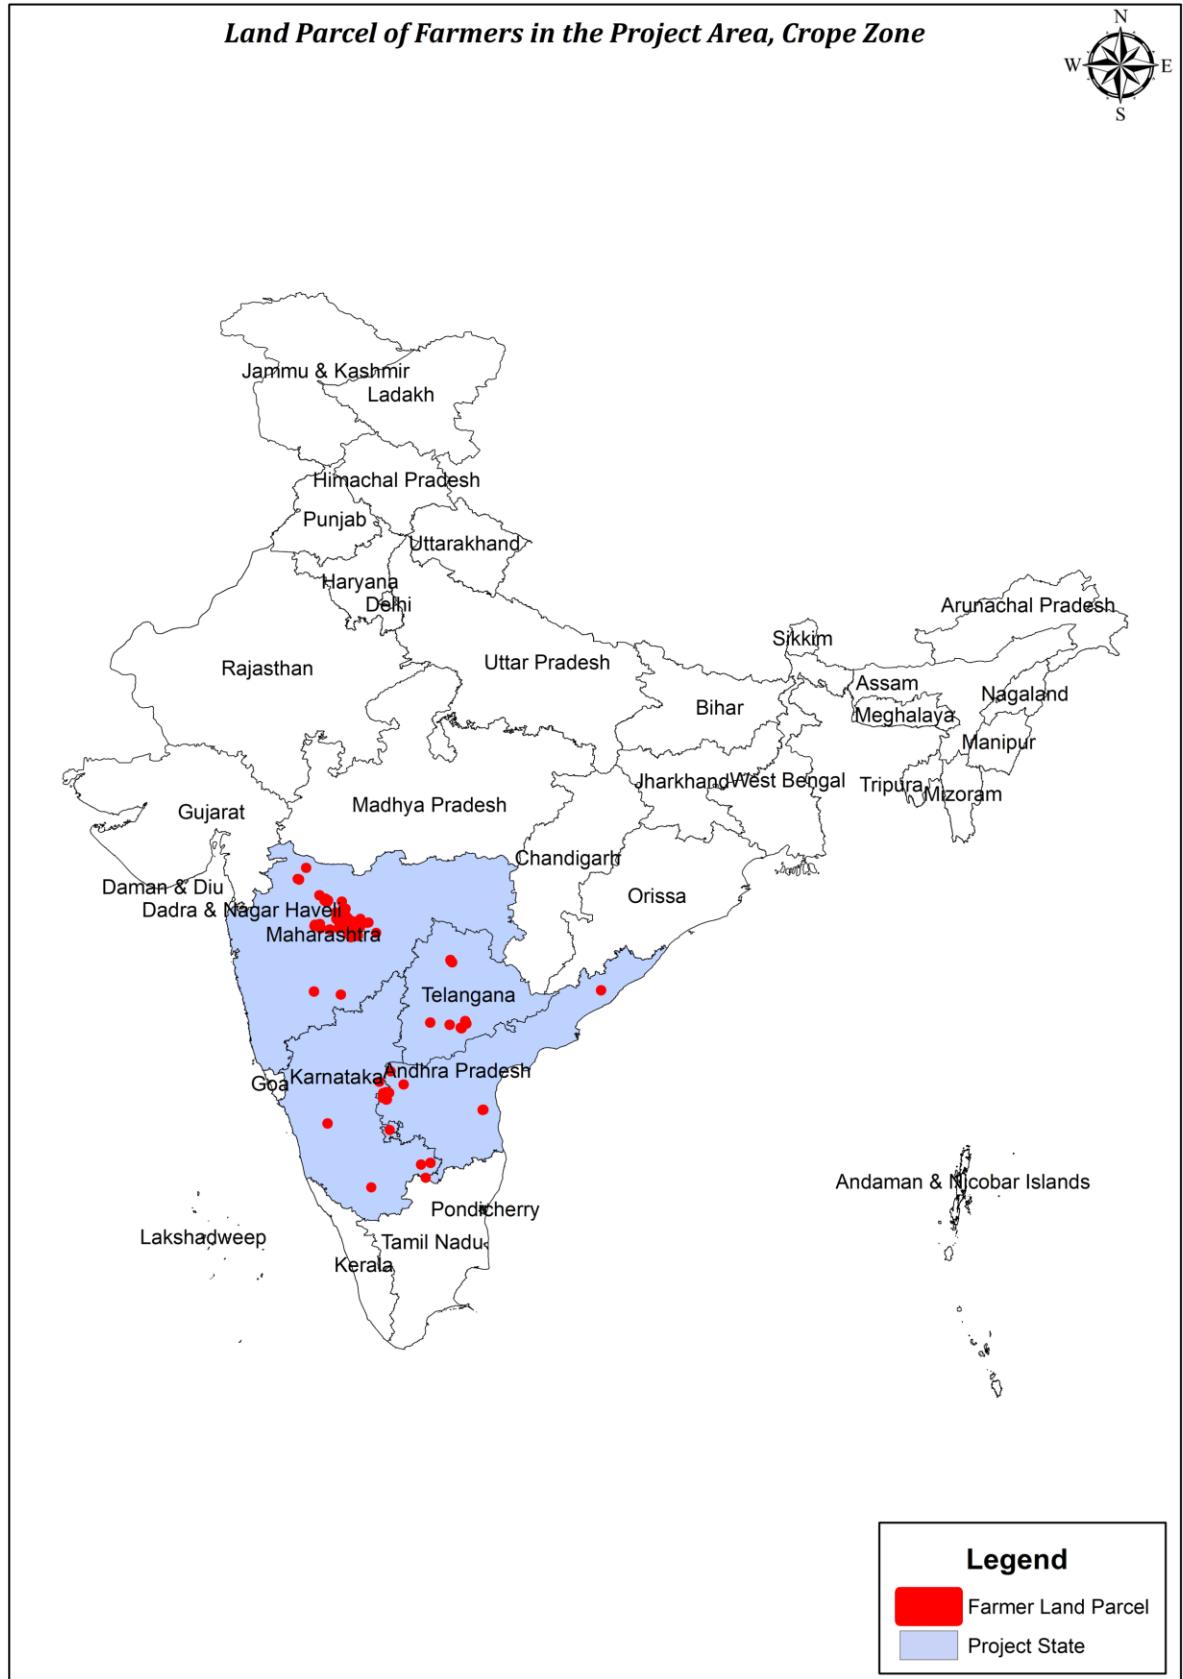 Land Parcel of Farmers in the Project Area, Crope Zone
N
W
E
S
Jammu & Kashmir
Ladakh
Himachal Pradesh
Punjab
Uttarakhand
Haryana
Delhi
Arunachal Pradesh
Sikkim
Uttar Pradesh
Rajasthan
Assam
Nagaland
Bihar
Meghalaya
Manipur
Jharkhand
West Bengal
Tripura
Mizoram
Madhya Pradesh
Gujarat
Chandigarh
Daman & Diu
Orissa
Dadra & Nagar Haveli
Maharashtra
Telangana
Andhra Pradesh
Karnataka
Goa
Andaman & Nicobar Islands
Pondicherry
Lakshadweep
Tamil Nadu
Kerala
Legend
Farmer Land Parcel
Project State